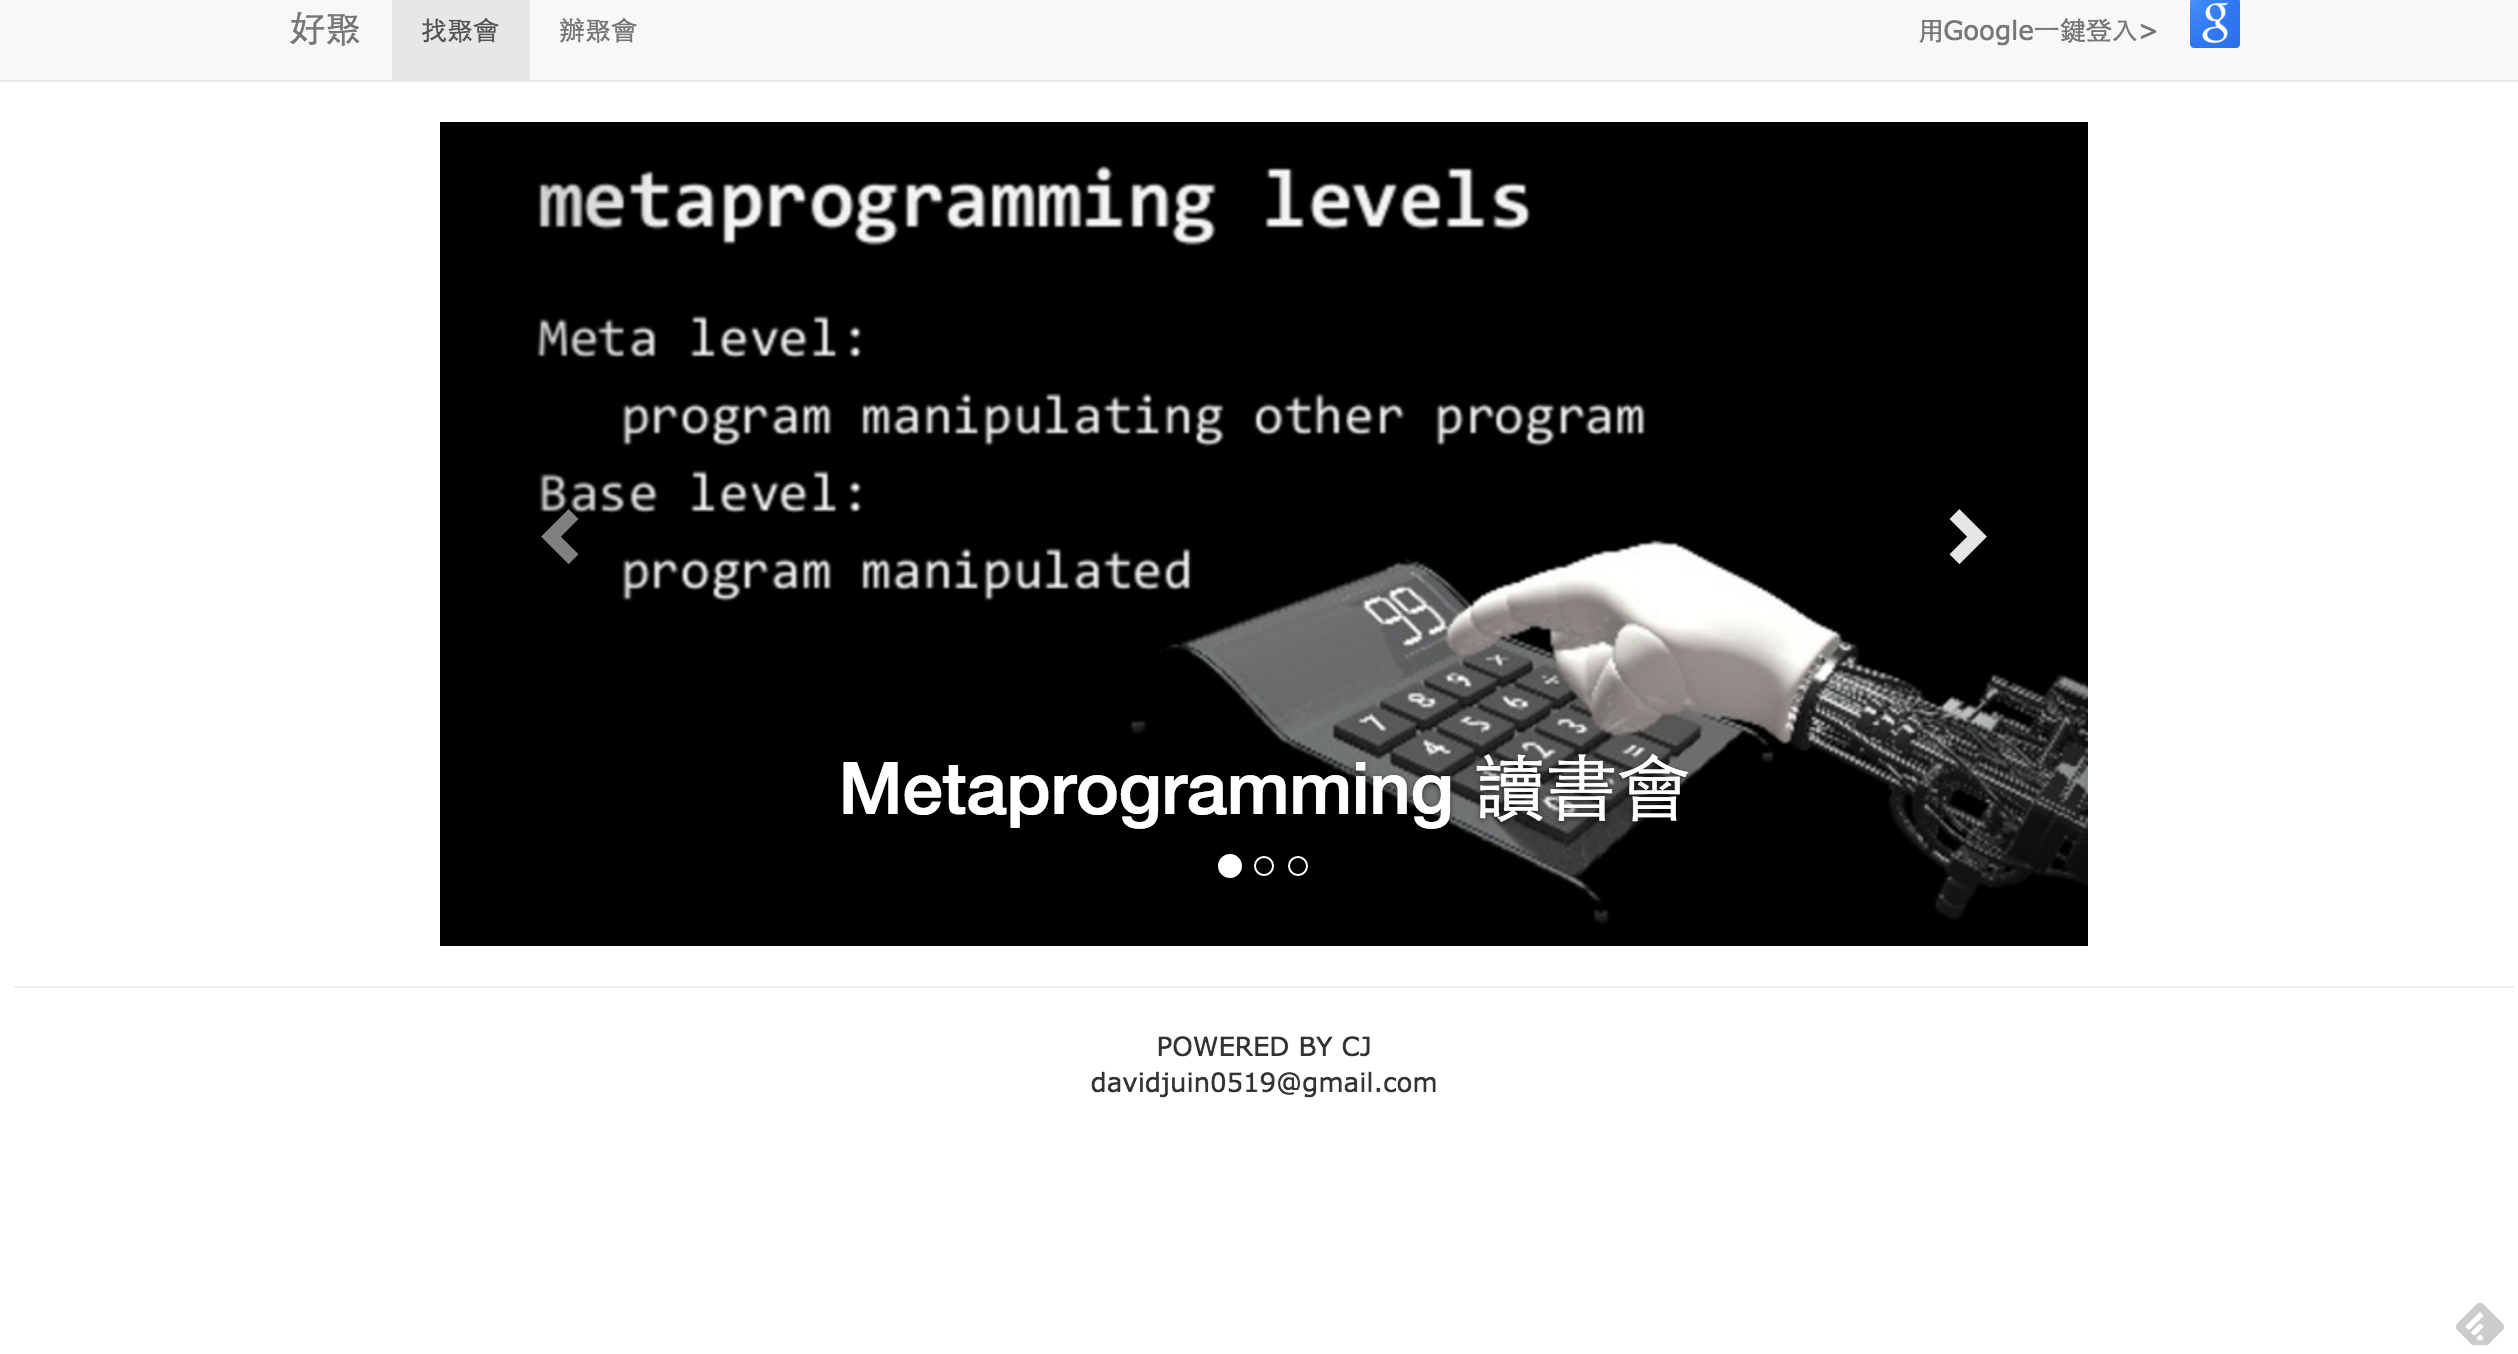 好聚 找聚會 辦聚會 用Google一鍵登入> g
metaprogramming levels
Meta level:
program manipulating other program
Base level:
program manipulated
99
7 8 9
4 5 6
2 3 =
Metaprogramming 讀書會
POWERED BY CJ
davidjuin0519@gmail.com